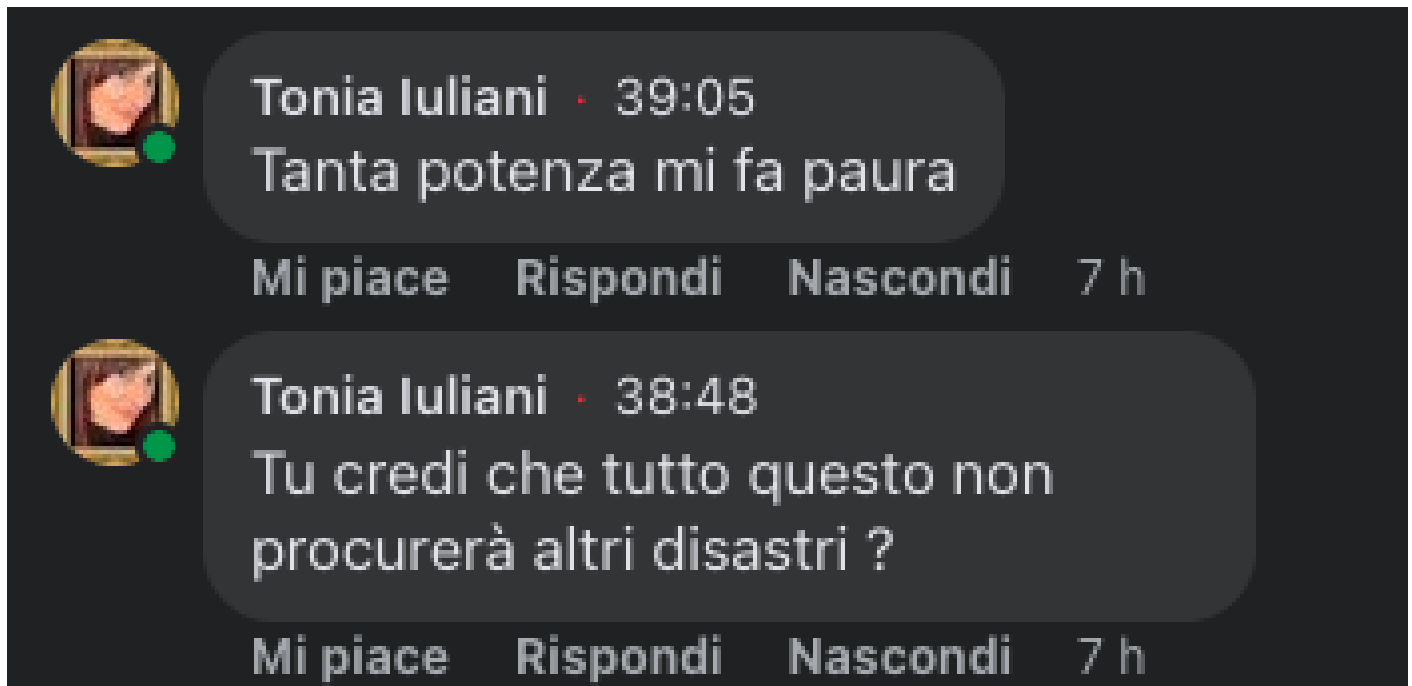 Tonia Iuliani · 39:05
Tanta potenza mi fa paura
Mi piace Rispondi Nascondi 7 h
Tonia Iuliani · 38:48
Tu credi che tutto questo non
procurerà altri disastri ?
Mi piace Rispondi Nascondi 7 h